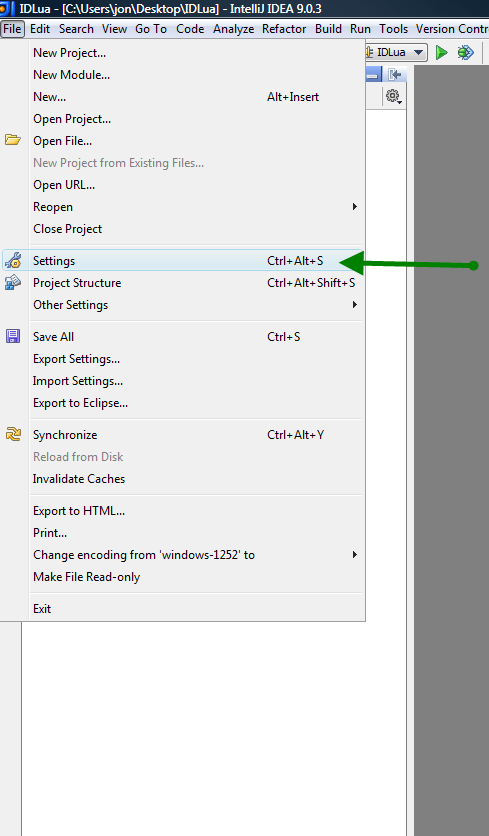 IDLua - [C:\Users\jon\Desktop\IDLua] - IntelliJ IDEA 9.0.3
File Edit Search View Go To Code Analyze Refactor Build Run Tools Version Contr
IDLua
New Project...
New Module...
New... Alt+Insert
Open Project...
Open File...
New Project from Existing Files...
Open URL...
Reopen
Close Project
Settings Ctrl+Alt+S
Project Structure Ctrl+Alt+Shift+S
Other Settings
Save All Ctrl+S
Export Settings...
Import Settings...
Export to Eclipse...
Synchronize Ctrl+Alt+Y
Reload from Disk
Invalidate Caches
Export to HTML...
Print...
Change encoding from 'windows-1252' to
Make File Read-only
Exit